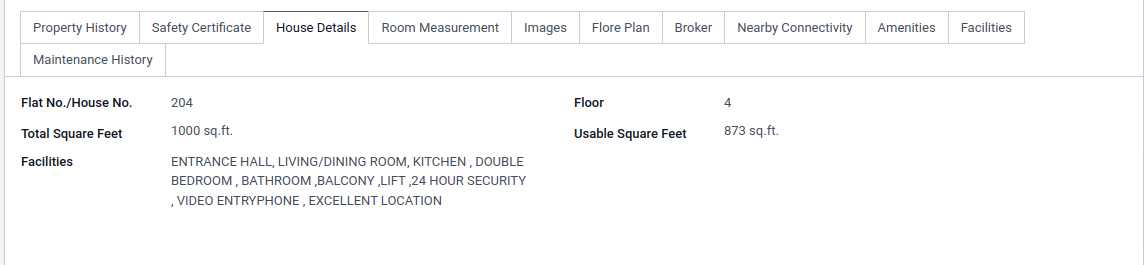 Property History Safety Certificate House Details Room Measurement Images Flore Plan Broker Nearby Connectivity Amenities Facilities
Maintenance History
Flat No./House No. 204 Floor 4
Total Square Feet 1000 sq.ft. Usable Square Feet 873 sq.ft.
Facilities ENTRANCE HALL, LIVING/DINING ROOM, KITCHEN , DOUBLE
BEDROOM , BATHROOM ,BALCONY ,LIFT ,24 HOUR SECURITY
, VIDEO ENTRYPHONE , EXCELLENT LOCATION